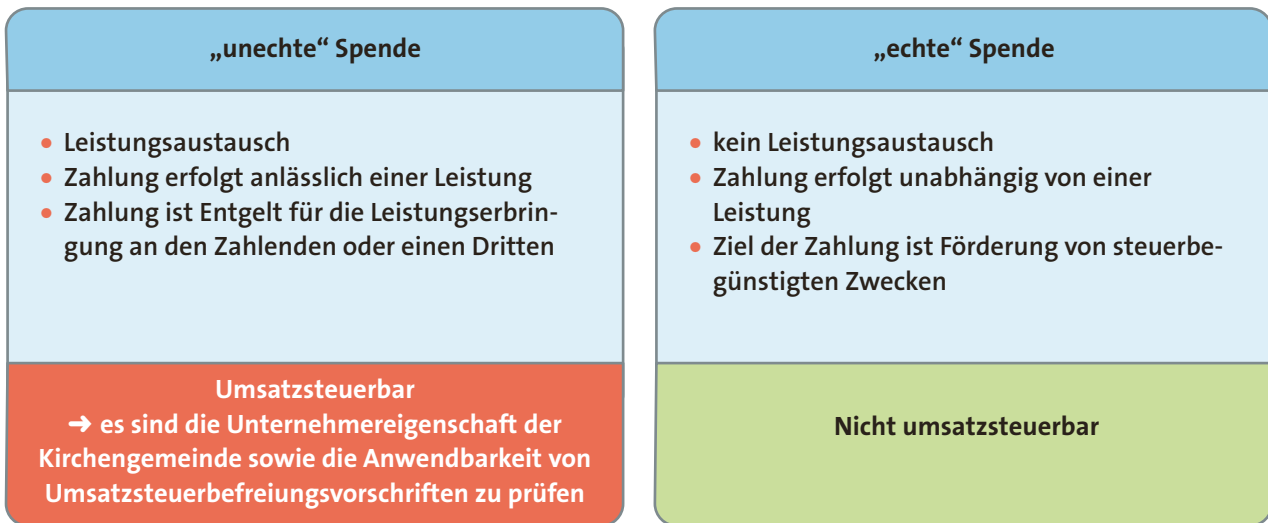 „unechte“ Spende
• Leistungsaustausch
• Zahlung erfolgt anlässlich einer Leistung
• Zahlung ist Entgelt für die Leistungserbrin-
gung an den Zahlenden oder einen Dritten
Umsatzsteuerbar
➜ es sind die Unternehmereigenschaft der
Kirchengemeinde sowie die Anwendbarkeit von
Umsatzsteuerbefreiungsvorschriften zu prüfen
„echte“ Spende
• kein Leistungsaustausch
• Zahlung erfolgt unabhängig von einer
Leistung
• Ziel der Zahlung ist Förderung von steuerbe-
günstigten Zwecken
Nicht umsatzsteuerbar